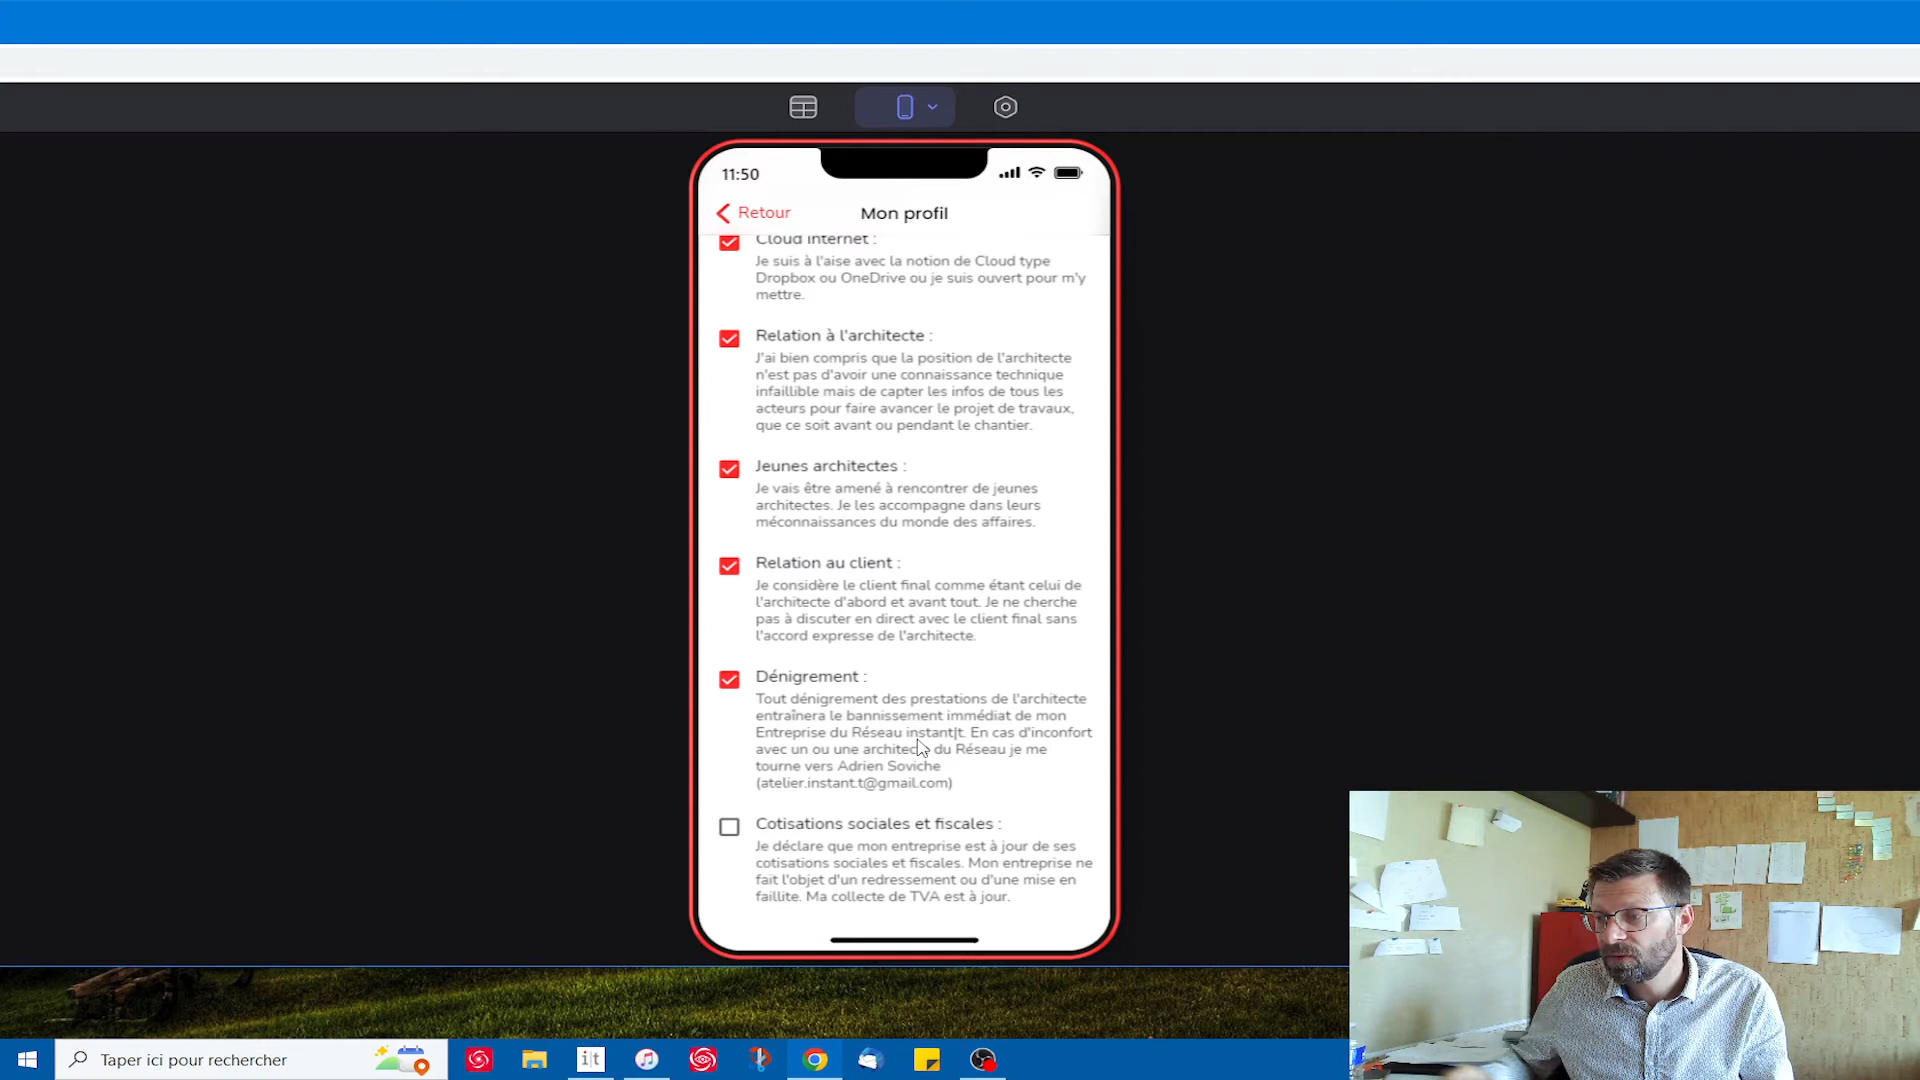 11:50
Retour
Mon profil
Cloud internet :
Je suis à l'aise avec la notion de Cloud type
Dropbox ou OneDrive ou je suis ouvert pour m'y
mettre.
Relation à l'architecte :
J'ai bien compris que la position de l'architecte
n'est pas d'avoir une connaissance technique
infaillible mais de capter les infos de tous les
acteurs pour faire avancer le projet de travaux,
que ce soit avant ou pendant le chantier.
Jeunes architectes :
Je vais être amené à rencontrer de jeunes
architectes. Je les accompagne dans leurs
méconnaissances du monde des affaires.
Relation au client :
Je considère le client final comme étant celui de
l'architecte d'abord et avant tout. Je ne cherche
pas à discuter en direct avec le client final sans
l'accord expresse de l'architecte.
Dénigrement :
Tout dénigrement des prestations de l'architecte
entraînera le bannissement immédiat de mon
Entreprise du Réseau instant|t. En cas d'inconfort
avec un ou une architecte du Réseau je me
tourne vers Adrien Soviche
(atelier.instant.t@gmail.com)
Cotisations sociales et fiscales :
Je déclare que mon entreprise est à jour de ses
cotisations sociales et fiscales. Mon entreprise ne
fait l'objet d'un redressement ou d'une mise en
faillite. Ma collecte de TVA est à jour.
Taper ici pour rechercher
i|t